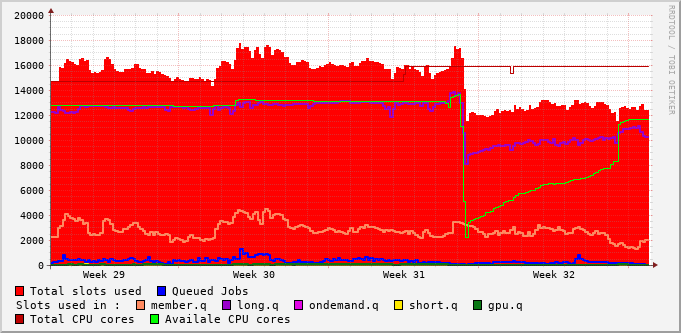 20000
18000
16000
14000
12000
10000
8000
6000
4000
2000
0
Week 29 Week 30 Week 31 Week 32
Total slots used Queued Jobs
Slots used in : member.q long.q ondemand.q short.q gpu.q
Total CPU cores Availale CPU cores
RRDTOOL / TOBI OETIKER